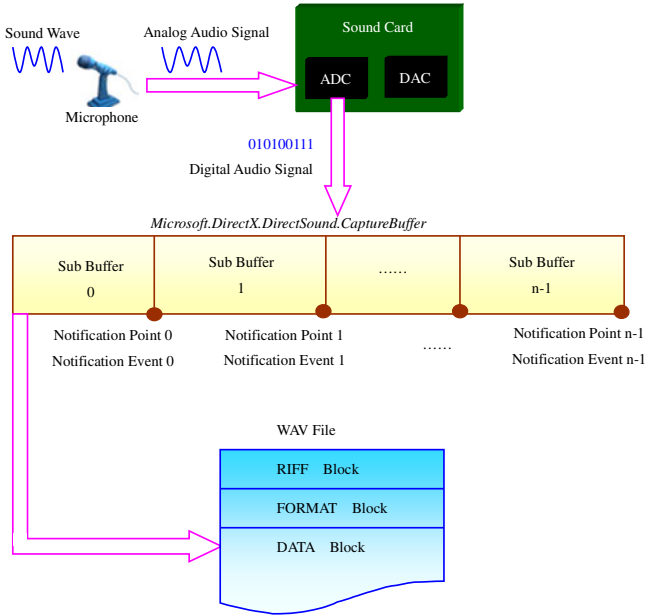 Sound Wave
Analog Audio Signal
Sound Card
ADC
DAC
Microphone
010100111
Digital Audio Signal
Microsoft.DirectX.DirectSound.CaptureBuffer
Sub Buffer
0
Sub Buffer
1
……
Sub Buffer
n-1
Notification Point 0
Notification Event 0
Notification Point 1
Notification Event 1
……
Notification Point n-1
Notification Event n-1
WAV File
RIFF Block
FORMAT Block
DATA Block